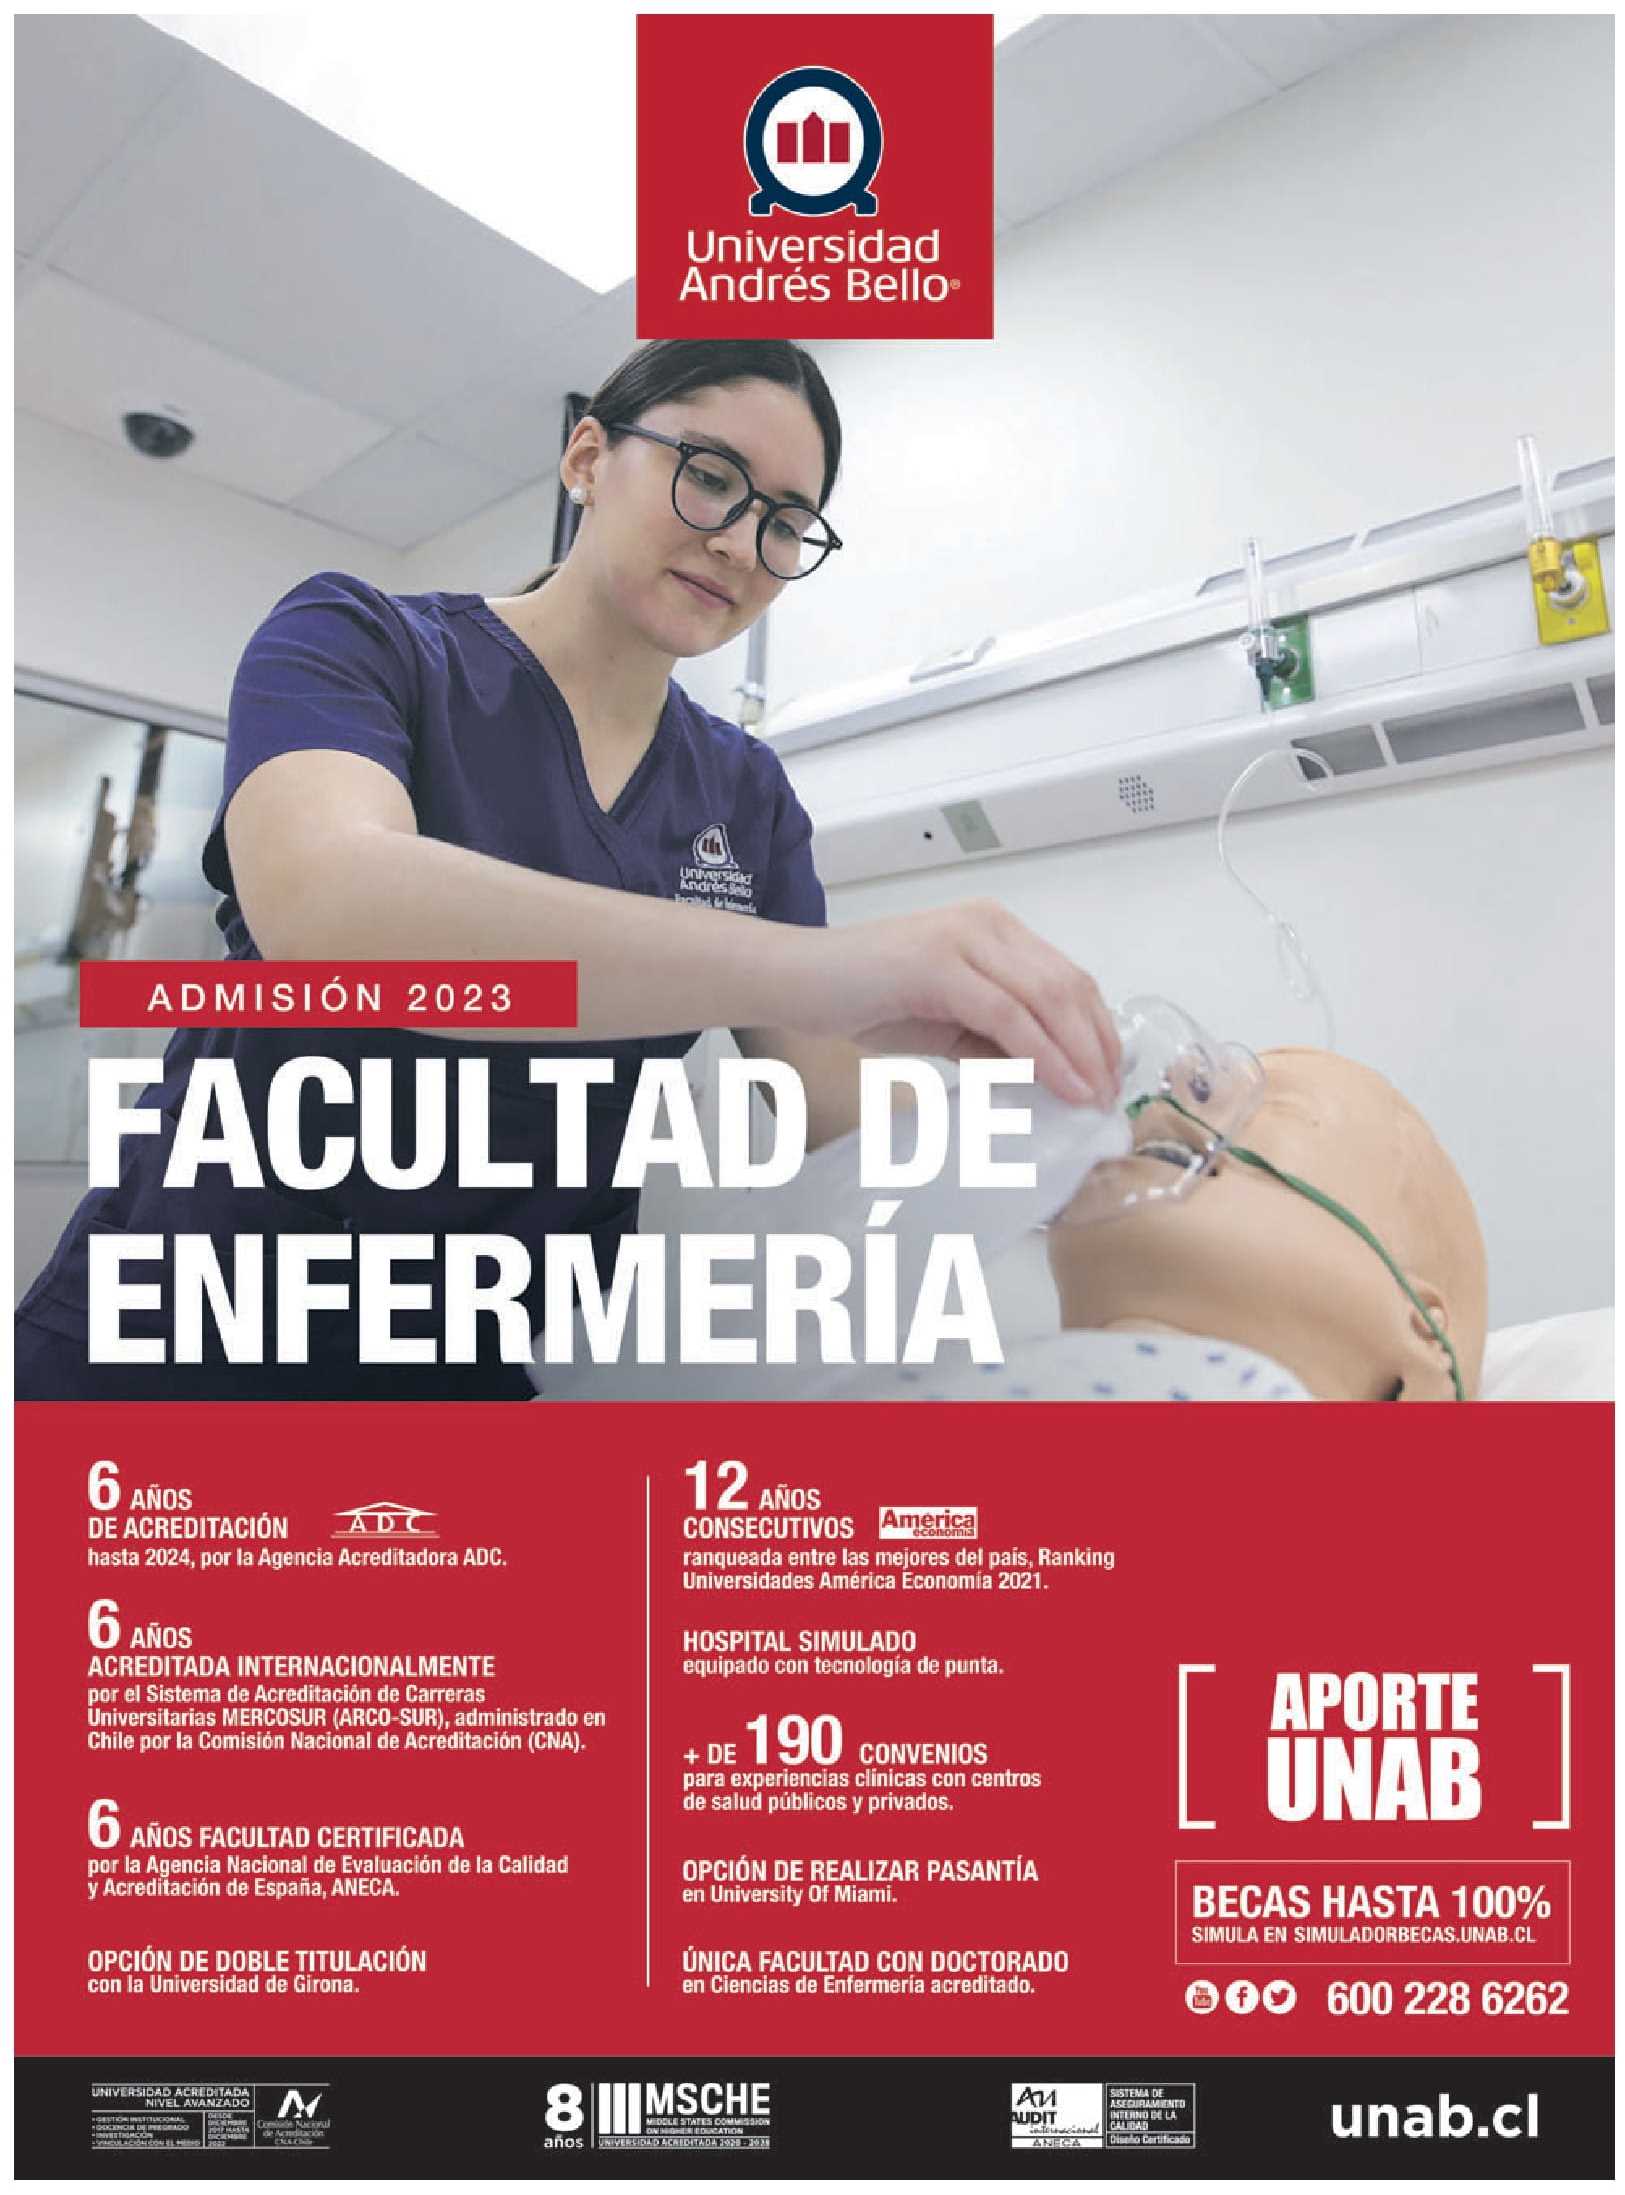 Universidad
Andrés Bello®
Universidad
Andrés Bello
ADMISIÓN 2023
FACULTAD DE
ENFERMERÍA
6 AÑOS
DE ACREDITACIÓN ADC
hasta 2024, por la Agencia Acreditadora ADC.
6 AÑOS
ACREDITADA INTERNACIONALMENTE
por el Sistema de Acreditación de Carreras
Universitarias MERCOSUR (ARCO-SUR), administrado en
Chile por la Comisión Nacional de Acreditación (CNA).
6 AÑOS FACULTAD CERTIFICADA
por la Agencia Nacional de Evaluación de la Calidad
y Acreditación de España, ANECA.
OPCIÓN DE DOBLE TITULACIÓN
con la Universidad de Girona.
12 AÑOS
CONSECUTIVOS América economía
ranqueada entre las mejores del país, Ranking
Universidades América Economía 2021.
HOSPITAL SIMULADO
equipado con tecnología de punta.
+ DE 190 CONVENIOS
para experiencias clínicas con centros
de salud públicos y privados.
OPCIÓN DE REALIZAR PASANTÍA
en University Of Miami.
ÚNICA FACULTAD CON DOCTORADO
en Ciencias de Enfermería acreditado.
APORTE
UNAB
BECAS HASTA 100%
SIMULA EN SIMULADORBECAS.UNAB.CL
You Tube
600 228 6262
UNIVERSIDAD ACREDITADA
NIVEL AVANZADO
• GESTIÓN INSTITUCIONAL
• DOCENCIA DE PREGRADO
• INVESTIGACIÓN
• VINCULACIÓN CON EL MEDIO
DESDE
DICIEMBRE
2017 HASTA
DICIEMBRE
2022
Comisión Nacional
de Acreditación
CNA-Chile
8
años
MSCHE
MIDDLE STATES COMMISSION
ON HIGHER EDUCATION
UNIVERSIDAD ACREDITADA 2020 - 2028
AUDIT
internacional
ANECA
SISTEMA DE
ASEGURAMIENTO
INTERNO DE LA
CALIDAD
Diseño Certificado
unab.cl